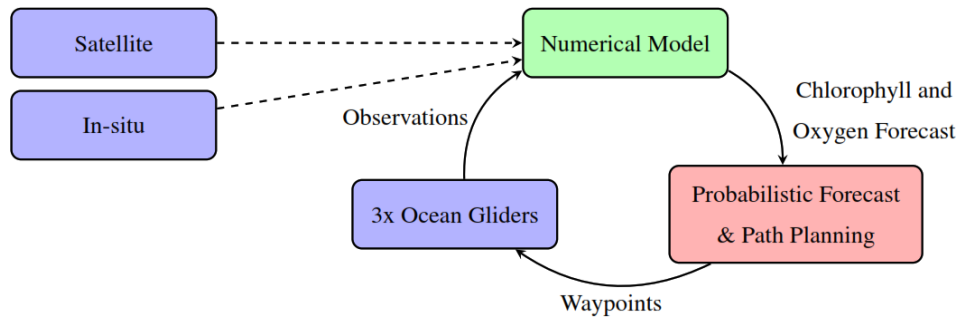 Satellite
Numerical Model
In-situ
Observations
Chlorophyll and
Oxygen Forecast
3x Ocean Gliders
Probabilistic Forecast
& Path Planning
Waypoints